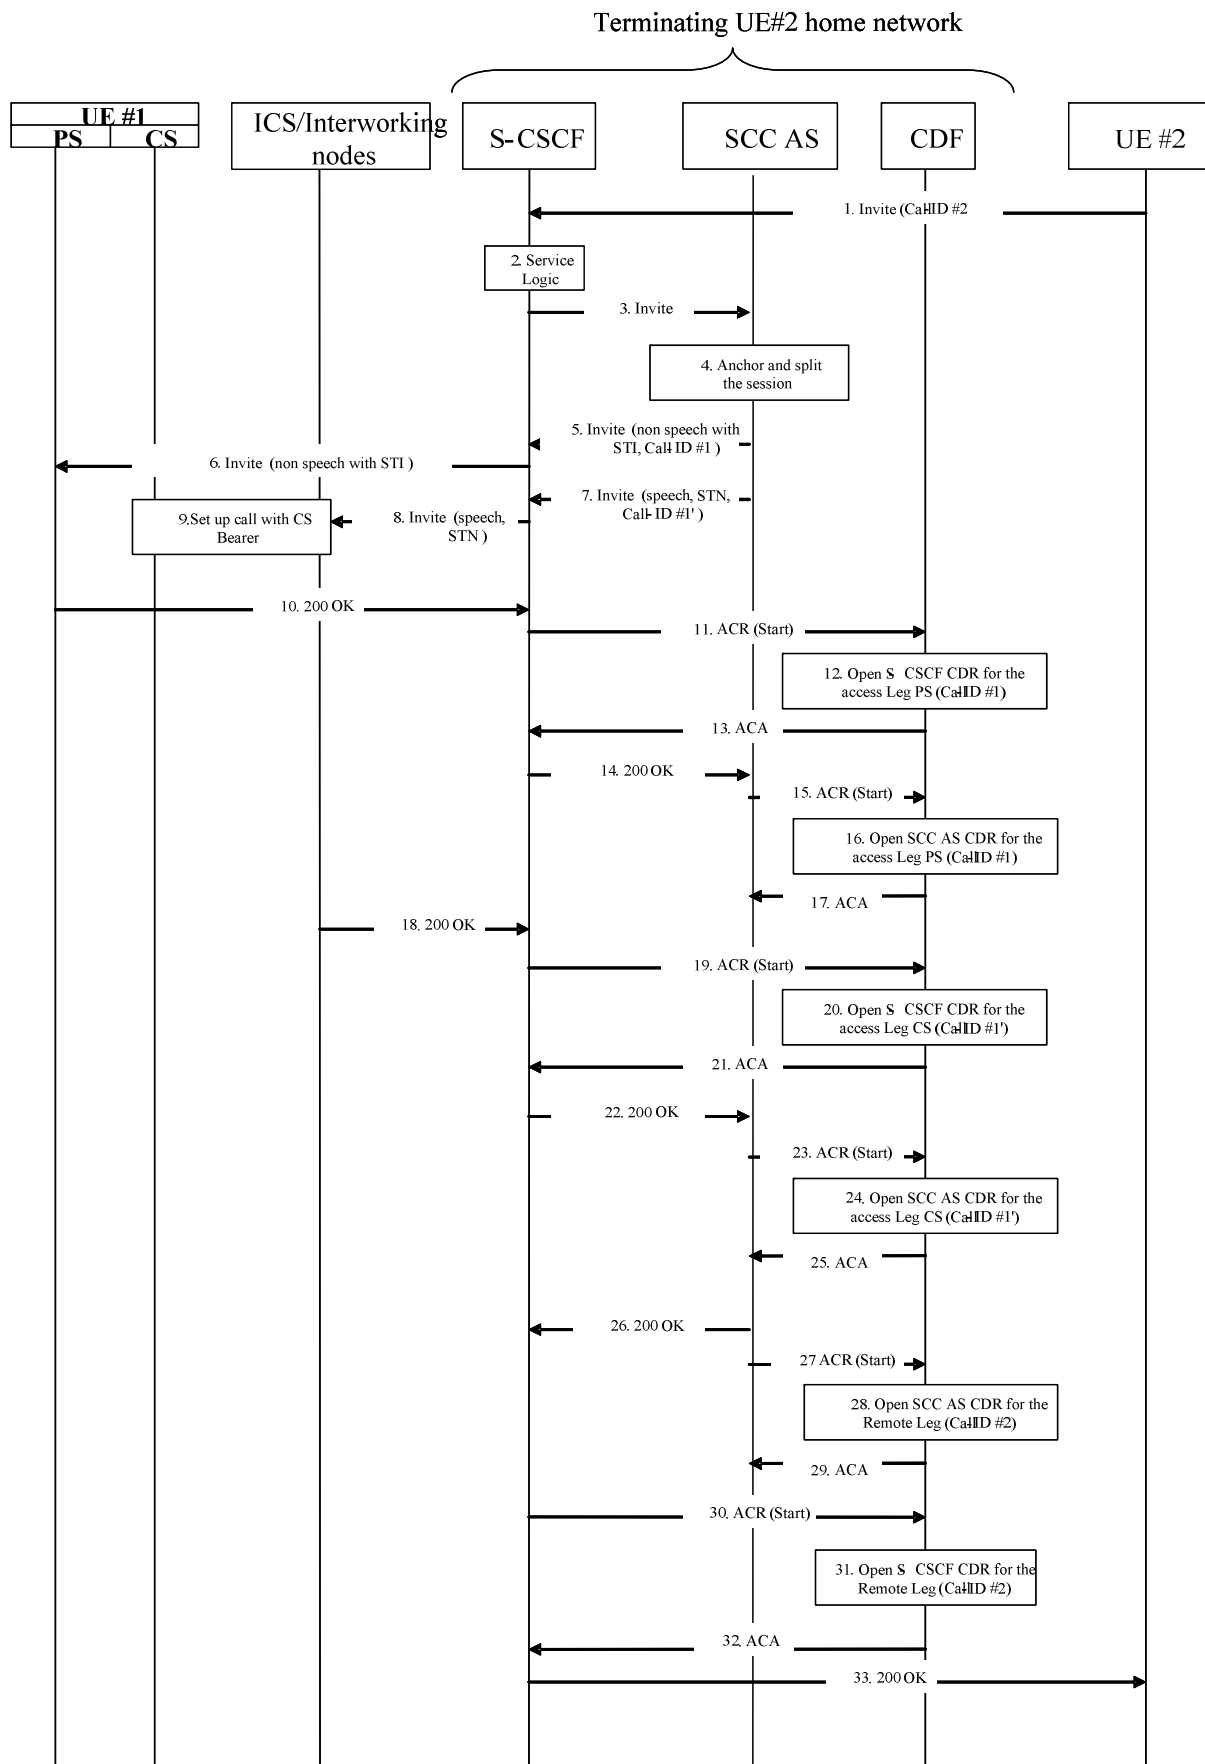 Terminating UE#2 home network
UE #1
PS
CS
ICS/Interworking
nodes
S-CSCF
SCC AS
CDF
UE #2
1. Invite (Call-ID #2
2. Service
Logic
3. Invite
4. Anchor and split
the session
5. Invite (non speech with
STI, Call-ID #1 )
6. Invite (non speech with STI )
7. Invite (speech, STN,
Call-ID #1' )
8. Invite (speech,
STN )
9.Set up call with CS
Bearer
10. 200 OK
11. ACR (Start)
12. Open S-CSCF CDR for the
access Leg PS (Call-ID #1)
13. ACA
14. 200 OK
15. ACR (Start)
16. Open SCC AS CDR for the
access Leg PS (Call-ID #1)
17. ACA
18. 200 OK
19. ACR (Start)
20. Open S-CSCF CDR for the
access Leg CS (Call-ID #1')
21. ACA
22. 200 OK
23. ACR (Start)
24. Open SCC AS CDR for the
access Leg CS (Call-ID #1')
25. ACA
26. 200 OK
27 ACR (Start)
28. Open SCC AS CDR for the
Remote Leg (Call-ID #2)
29. ACA
30. ACR (Start)
31. Open S-CSCF CDR for the
Remote Leg (Call-ID #2)
32. ACA
33. 200 OK